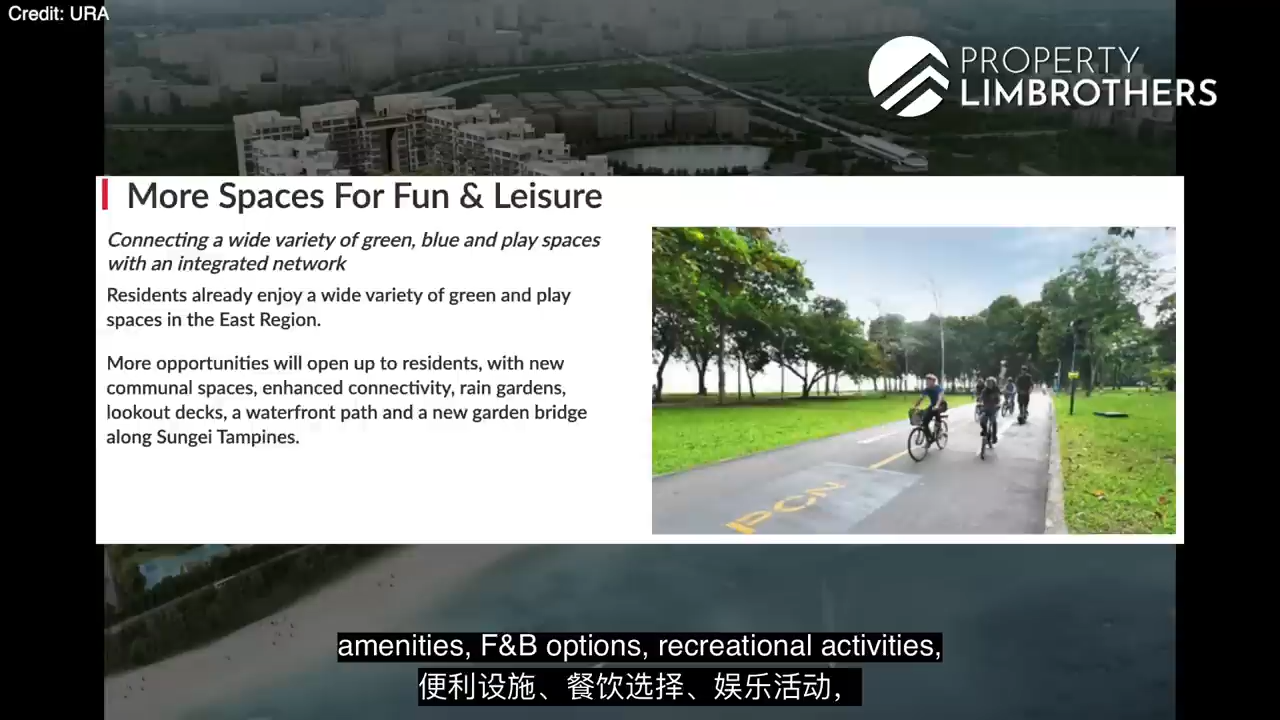 Credit: URA
PROPERTY
LIMBROTHERS
More Spaces For Fun & Leisure
Connecting a wide variety of green, blue and play spaces
with an integrated network
Residents already enjoy a wide variety of green and play
spaces in the East Region.
More opportunities will open up to residents, with new
communal spaces, enhanced connectivity, rain gardens,
lookout decks, a waterfront path and a new garden bridge
along Sungei Tampines.
PCN
amenities, F&B options, recreational activities,
便利设施、餐饮选择、娱乐活动，